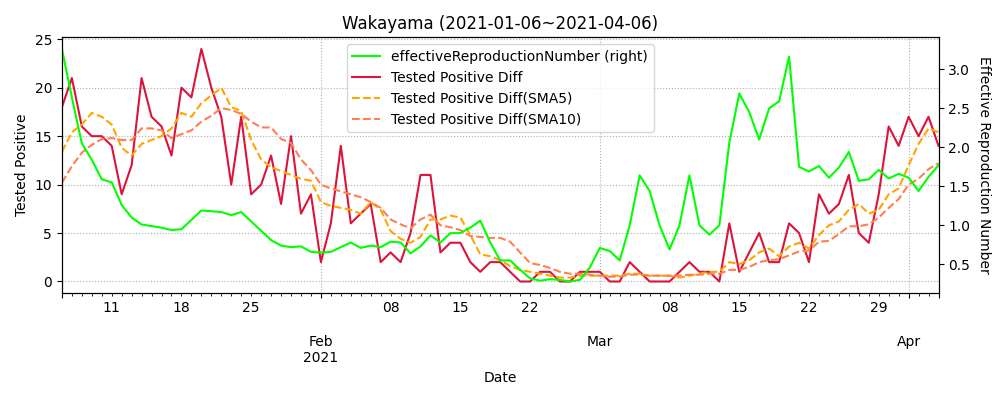 Wakayama (2021-01-06~2021-04-06)
effectiveReproductionNumber (right)
Tested Positive Diff
Tested Positive Diff(SMA5)
Tested Positive Diff(SMA10)
Tested Positive
25
20
15
10
5
0
Effective Reproduction Number
3.0
2.5
2.0
1.5
1.0
0.5
11 18 25 08 15 22 08 15 22 29
Feb Mar Apr
2021
Date